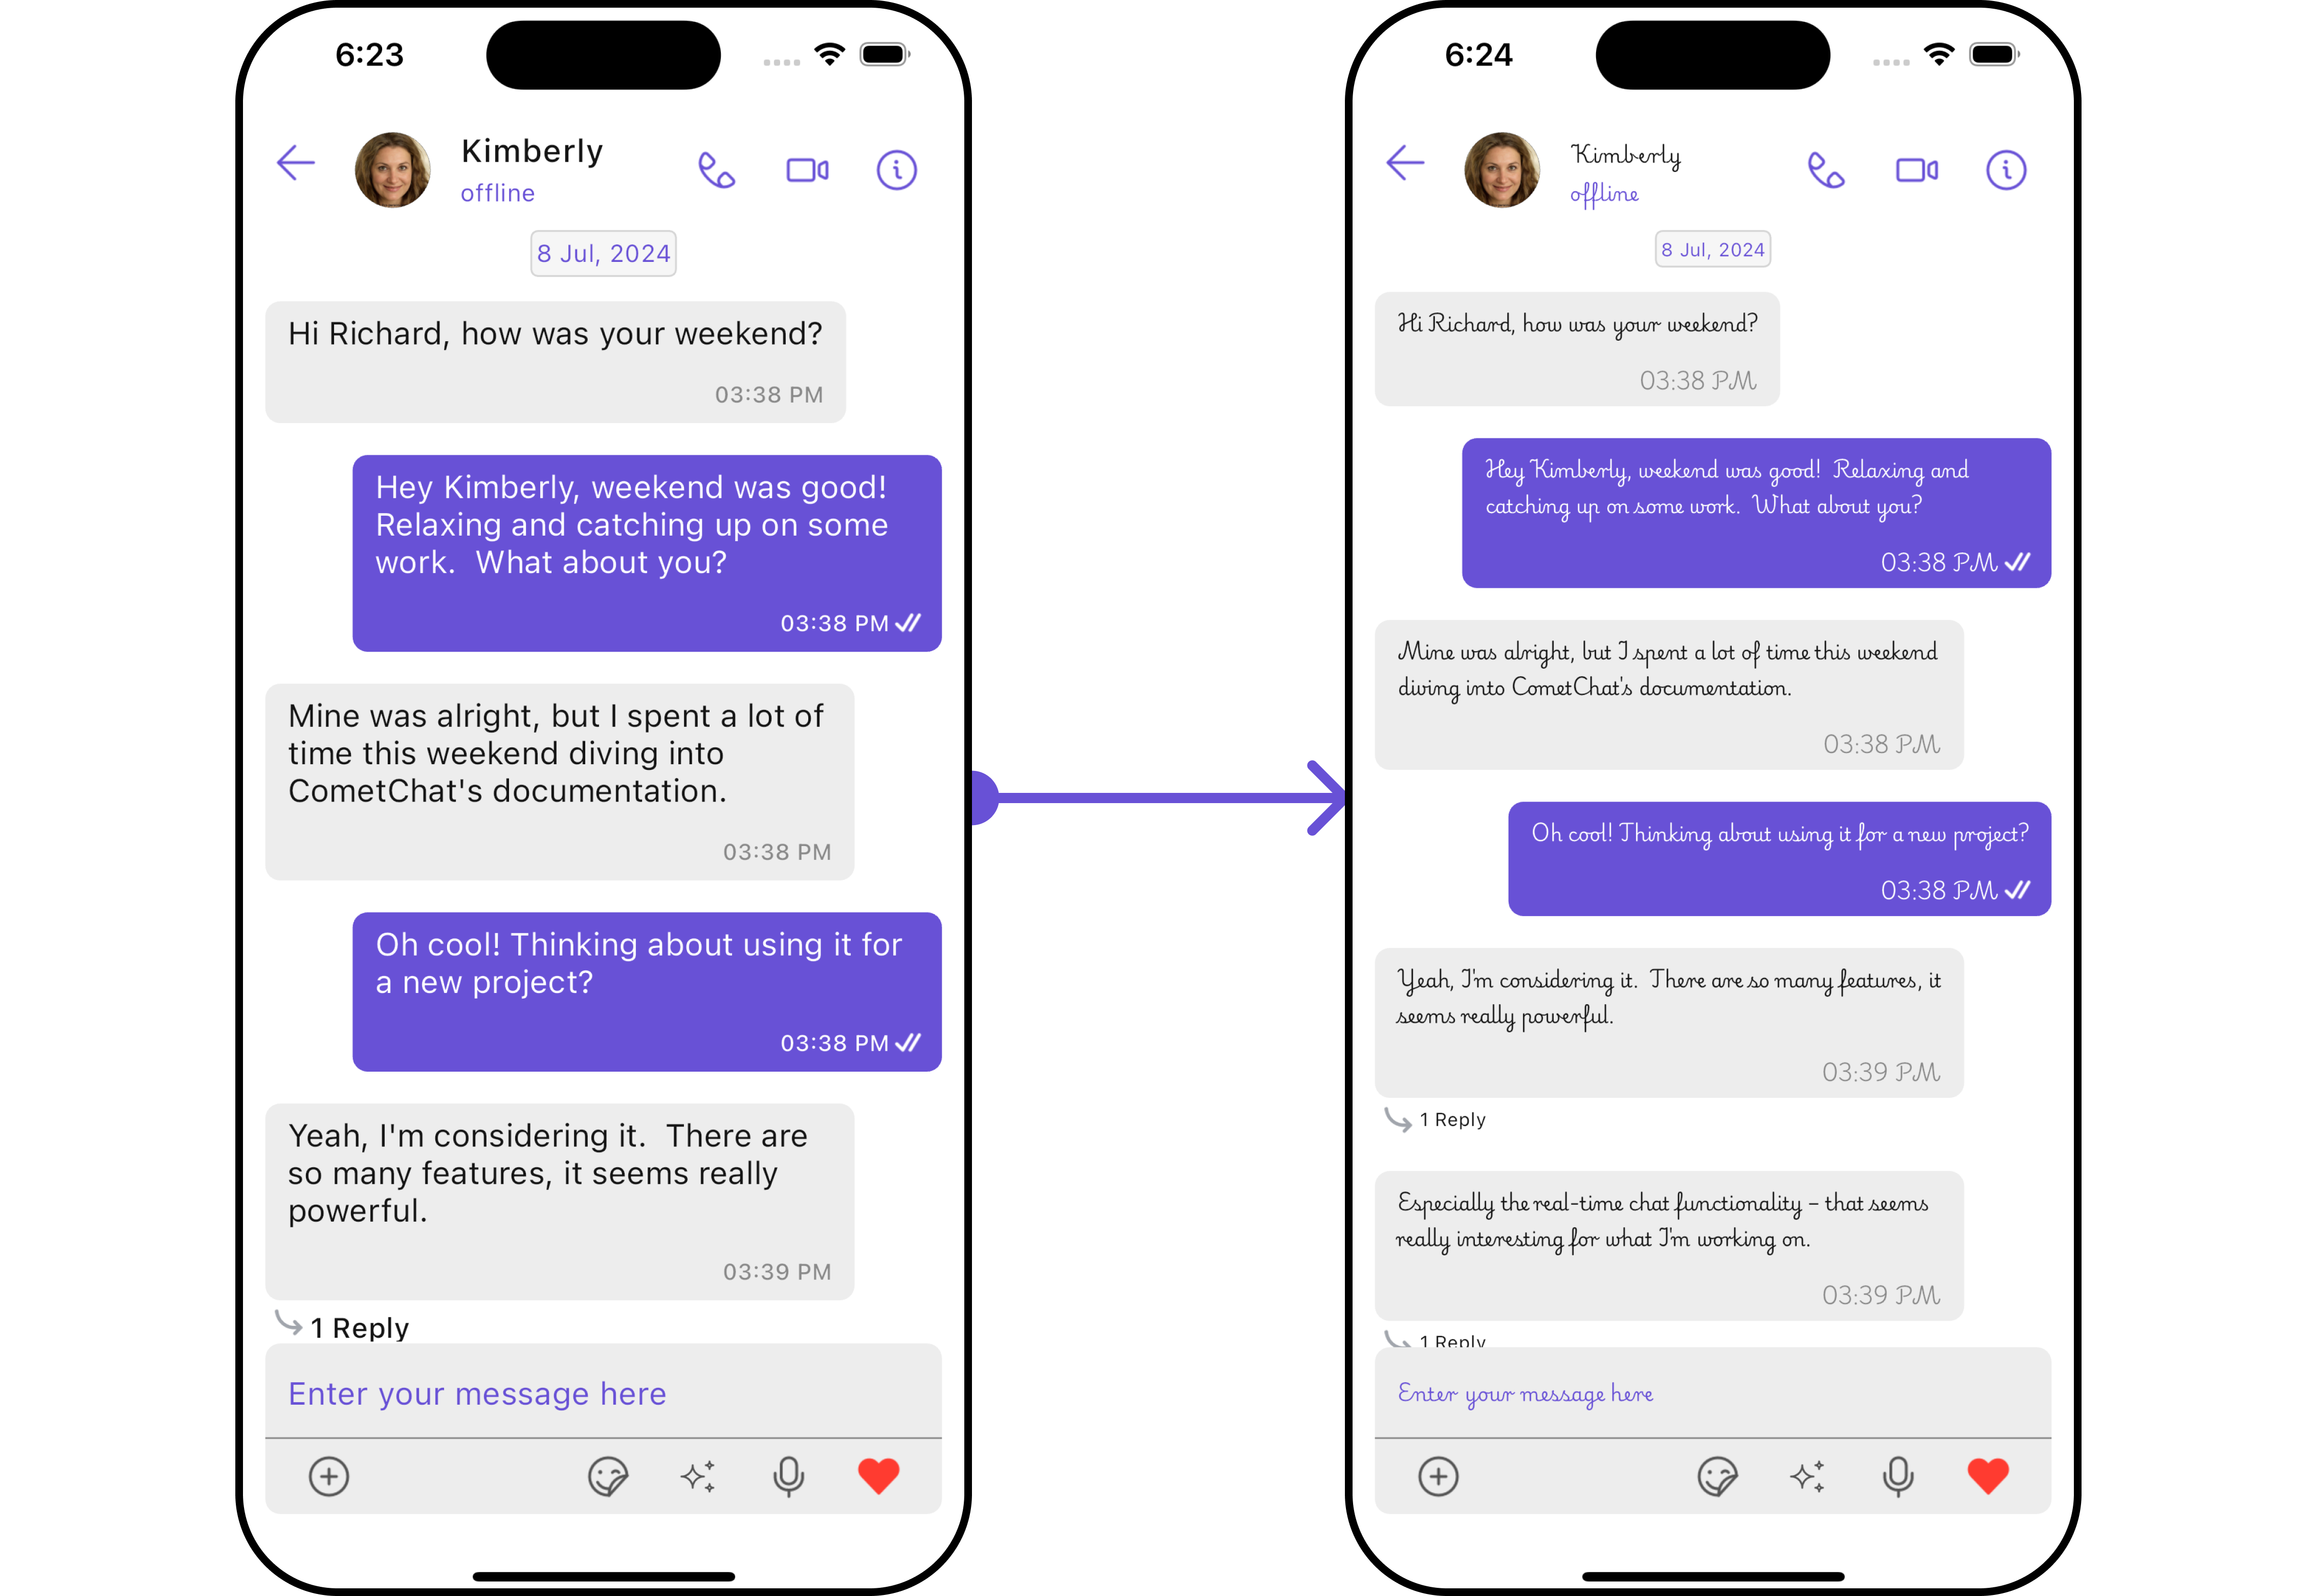 6:23
Kimberly
offline
8 Jul, 2024
Hi Richard, how was your weekend?
03:38 PM
Hey Kimberly, weekend was good!
Relaxing and catching up on some
work.  What about you?
03:38 PM
Mine was alright, but I spent a lot of
time this weekend diving into
CometChat's documentation.
03:38 PM
Oh cool! Thinking about using it for
a new project?
03:38 PM
Yeah, I'm considering it.  There are
so many features, it seems really
powerful.
03:39 PM
1 Reply
Enter your message here
6:24
Kimberly
offline
8 Jul, 2024
Hi Richard, how was your weekend?
03:38 PM
Hey Kimberly, weekend was good!  Relaxing and
catching up on some work.  What about you?
03:38 PM
Mine was alright, but I spent a lot of time this weekend
diving into CometChat's documentation.
03:38 PM
Oh cool! Thinking about using it for a new project?
03:38 PM
Yeah, I'm considering it.  There are so many features, it
seems really powerful.
03:39 PM
1 Reply
Especially the real-time chat functionality – that seems
really interesting for what I'm working on.
03:39 PM
1 Reply
Enter your message here